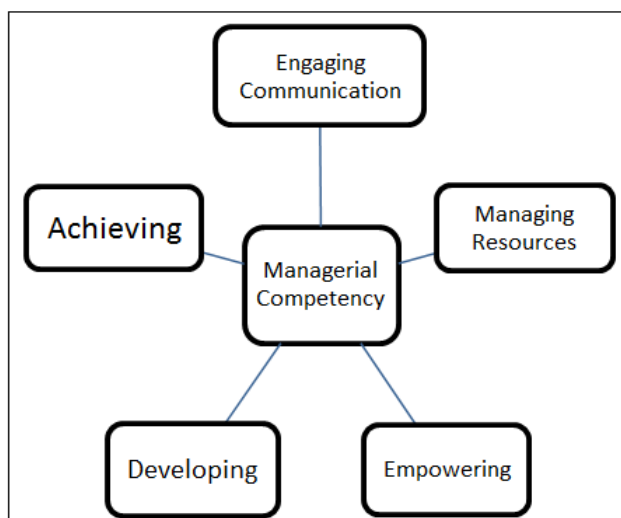 Engaging
Communication
Achieving
Managing
Resources
Managerial
Competency
Developing
Empowering